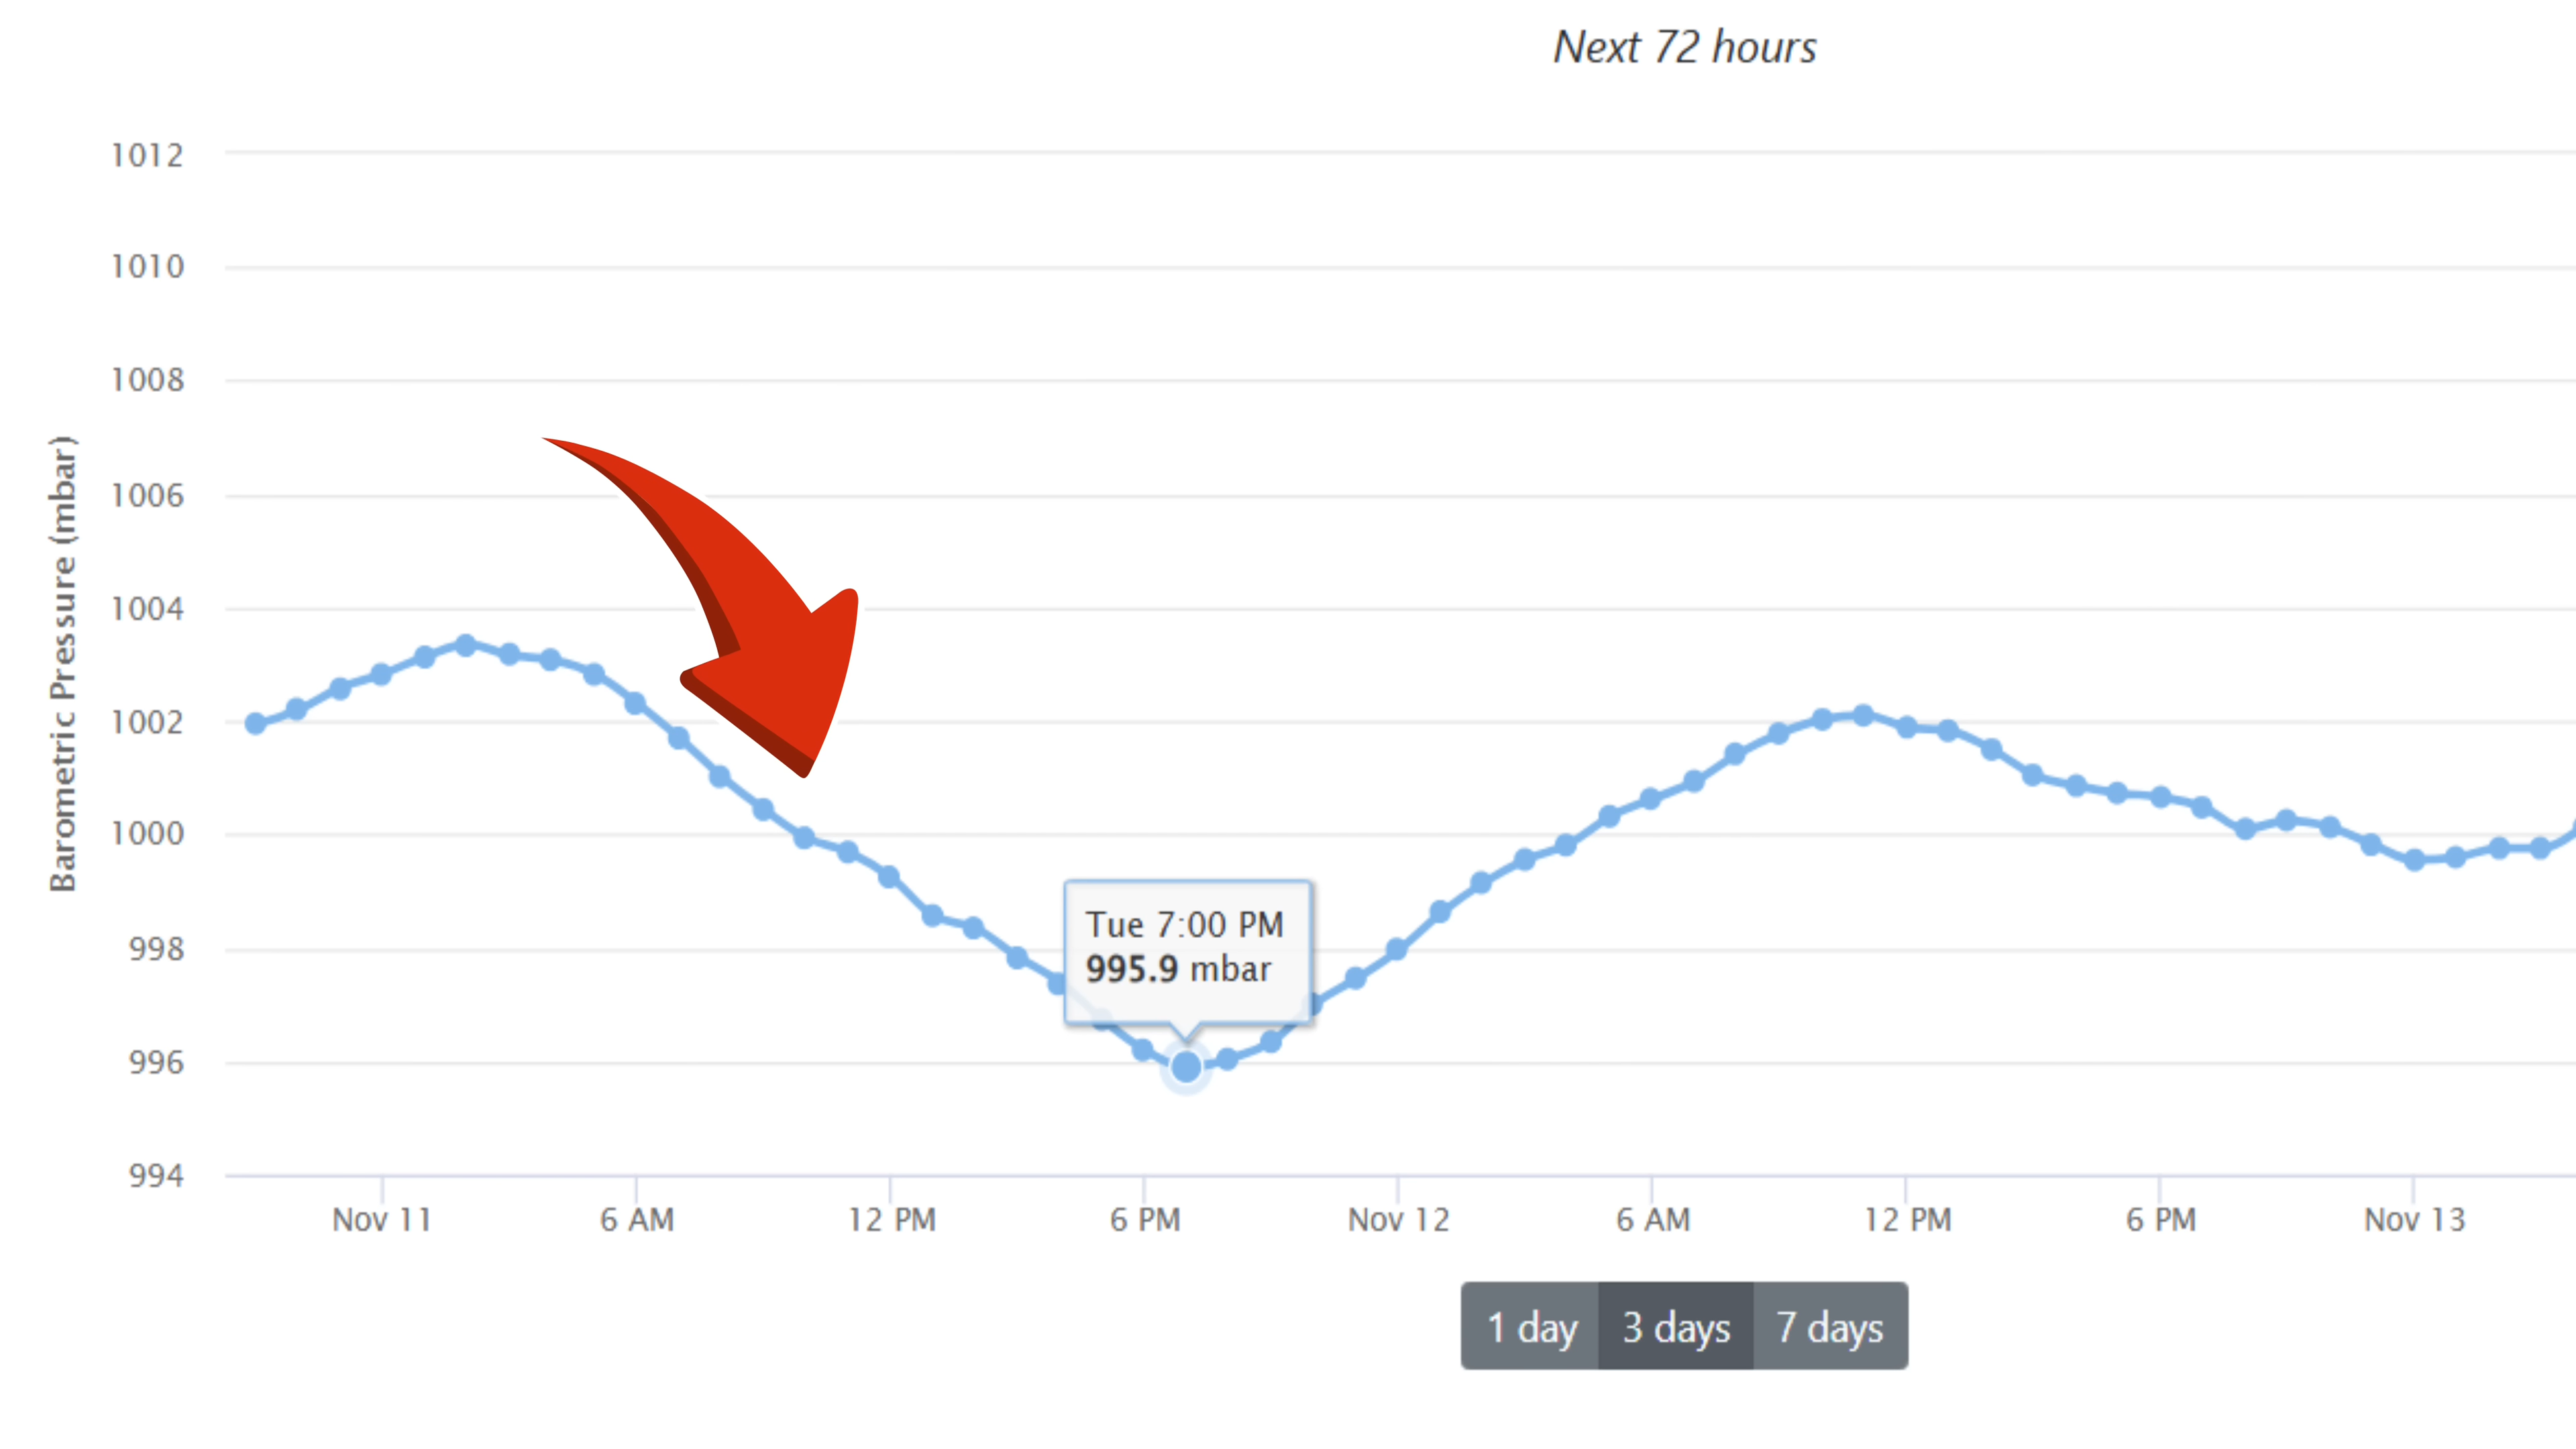 Next 72 hours
Barometric Pressure (mbar)
1012
1010
1008
1006
1004
1002
1000
998
996
994
Tue 7:00 PM
995.9 mbar
Nov 11 6 AM 12 PM 6 PM Nov 12 6 AM 12 PM 6 PM Nov 13
1 day 3 days 7 days